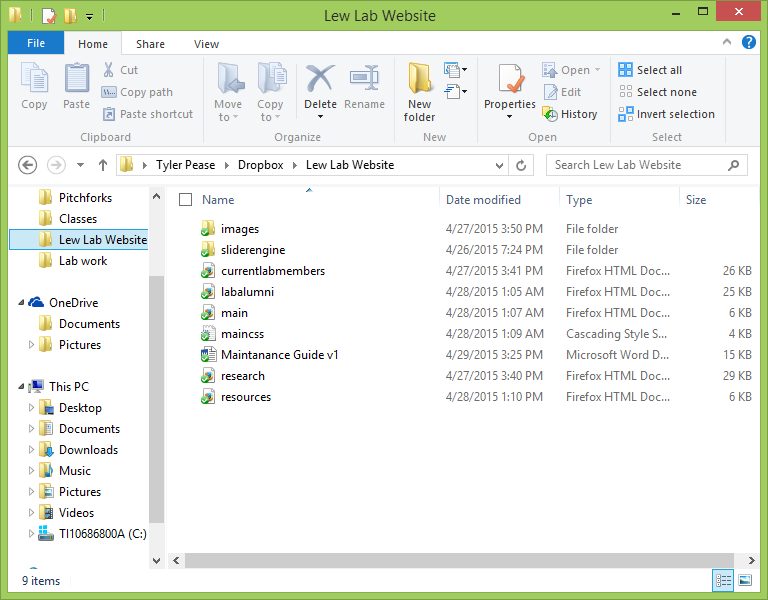 Lew Lab Website
File Home Share View
Copy Paste Cut Copy path Paste shortcut
Clipboard
Move to Copy to Delete Rename
Organize
New folder
New
Properties Open Edit History
Open
Select all Select none Invert selection
Select
Tyler Pease Dropbox Lew Lab Website
Search Lew Lab Website
Pitchforks
Classes
Lew Lab Website
Lab work
OneDrive
Documents
Pictures
This PC
Desktop
Documents
Downloads
Music
Pictures
Videos
TI10686800A (C:)
Name Date modified Type Size
images 4/27/2015 3:50 PM File folder
sliderengine 4/26/2015 7:24 PM File folder
currentlabmembers 4/27/2015 3:41 PM Firefox HTML Doc... 26 KB
labalumni 4/28/2015 1:05 AM Firefox HTML Doc... 25 KB
main 4/28/2015 1:07 AM Firefox HTML Doc... 6 KB
maincss 4/28/2015 1:09 AM Cascading Style S... 4 KB
Maintanance Guide v1 4/29/2015 3:25 PM Microsoft Word D... 15 KB
research 4/27/2015 3:40 PM Firefox HTML Doc... 29 KB
resources 4/28/2015 1:10 PM Firefox HTML Doc... 6 KB
9 items